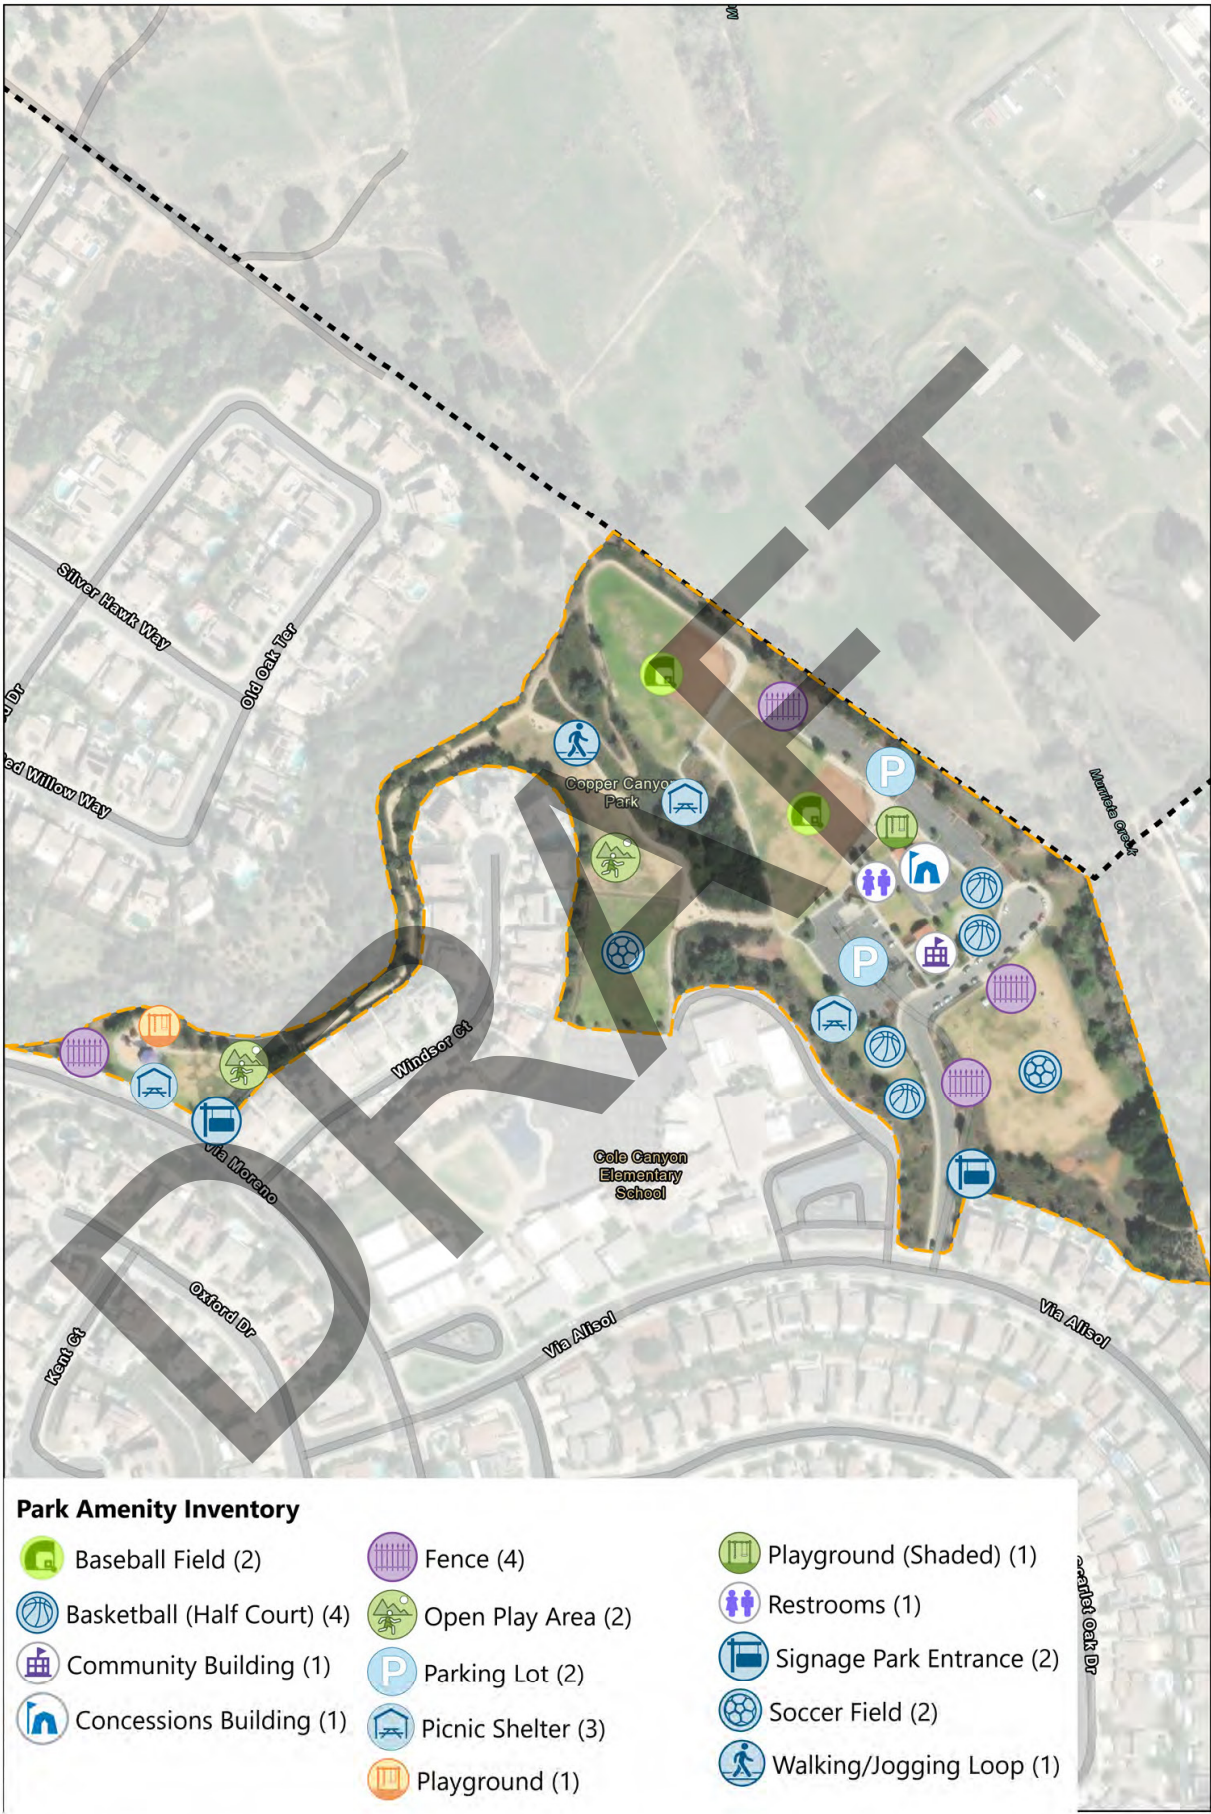 Silver Hawk Way
Old Oak Ter
Dr
ed Willow Way
Copper Canyon
Park
Murrieta Creek
Windsor Ct
Via Moreno
Cole Canyon
Elementary
School
DRAFT
Oxford Dr
Kent Ct
Via Alisol
Via Alisol
Scarlet Oak Dr
P
P
Park Amenity Inventory
Baseball Field (2)
Basketball (Half Court) (4)
Community Building (1)
Concessions Building (1)
Fence (4)
Open Play Area (2)
P Parking Lot (2)
Picnic Shelter (3)
Playground (1)
Playground (Shaded) (1)
Restrooms (1)
Signage Park Entrance (2)
Soccer Field (2)
Walking/Jogging Loop (1)